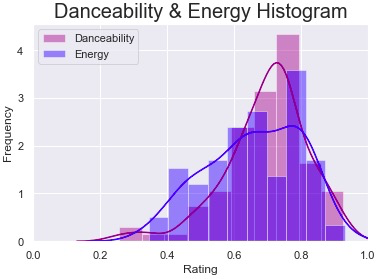 Danceability & Energy Histogram
Danceability
Energy
Frequency
4
3
2
1
0
0.0 0.2 0.4 0.6 0.8 1.0
Rating